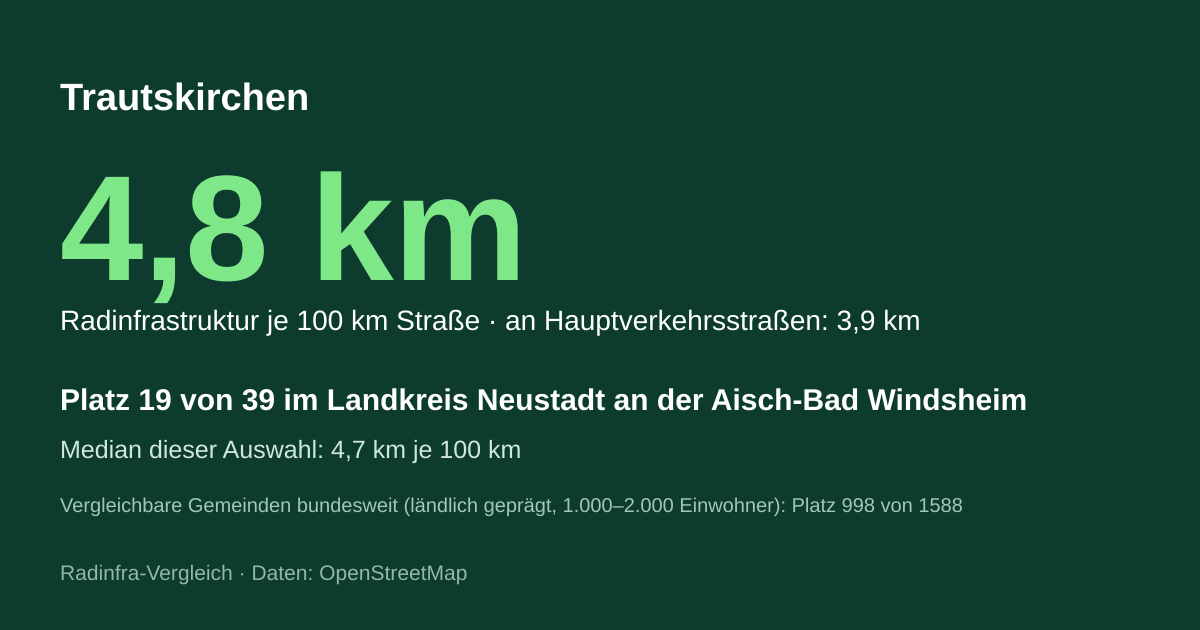 Trautskirchen
4,8 km
Radinfrastruktur je 100 km Straße · an Hauptverkehrsstraßen: 3,9 km
Platz 19 von 39 im Landkreis Neustadt an der Aisch-Bad Windsheim
Median dieser Auswahl: 4,7 km je 100 km
Vergleichbare Gemeinden bundesweit (ländlich geprägt, 1.000–2.000 Einwohner): Platz 998 von 1588
Radinfra-Vergleich · Daten: OpenStreetMap